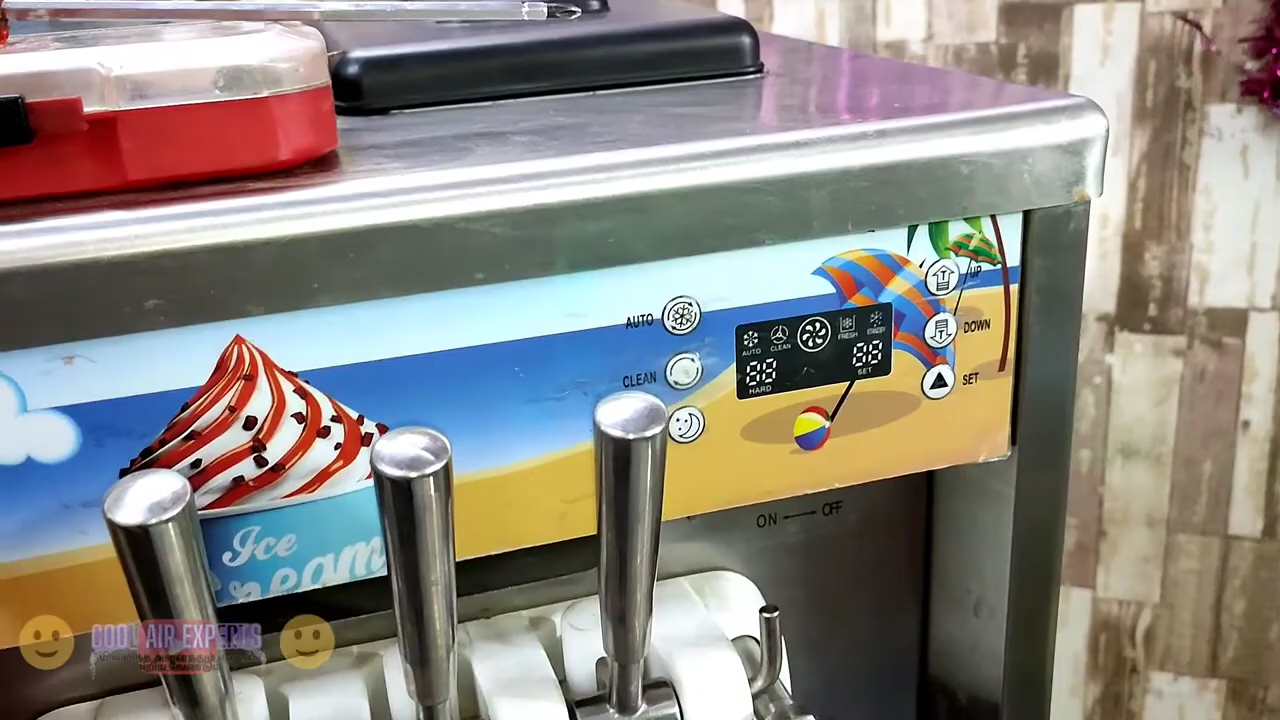 AUTO
CLEAN
AUTO
CLEAN
FRESH
STANDBY
88
HARD
88
SET
UP
DOWN
SET
ON
OFF
Ice
Cream
COOL AIR EXPERTS